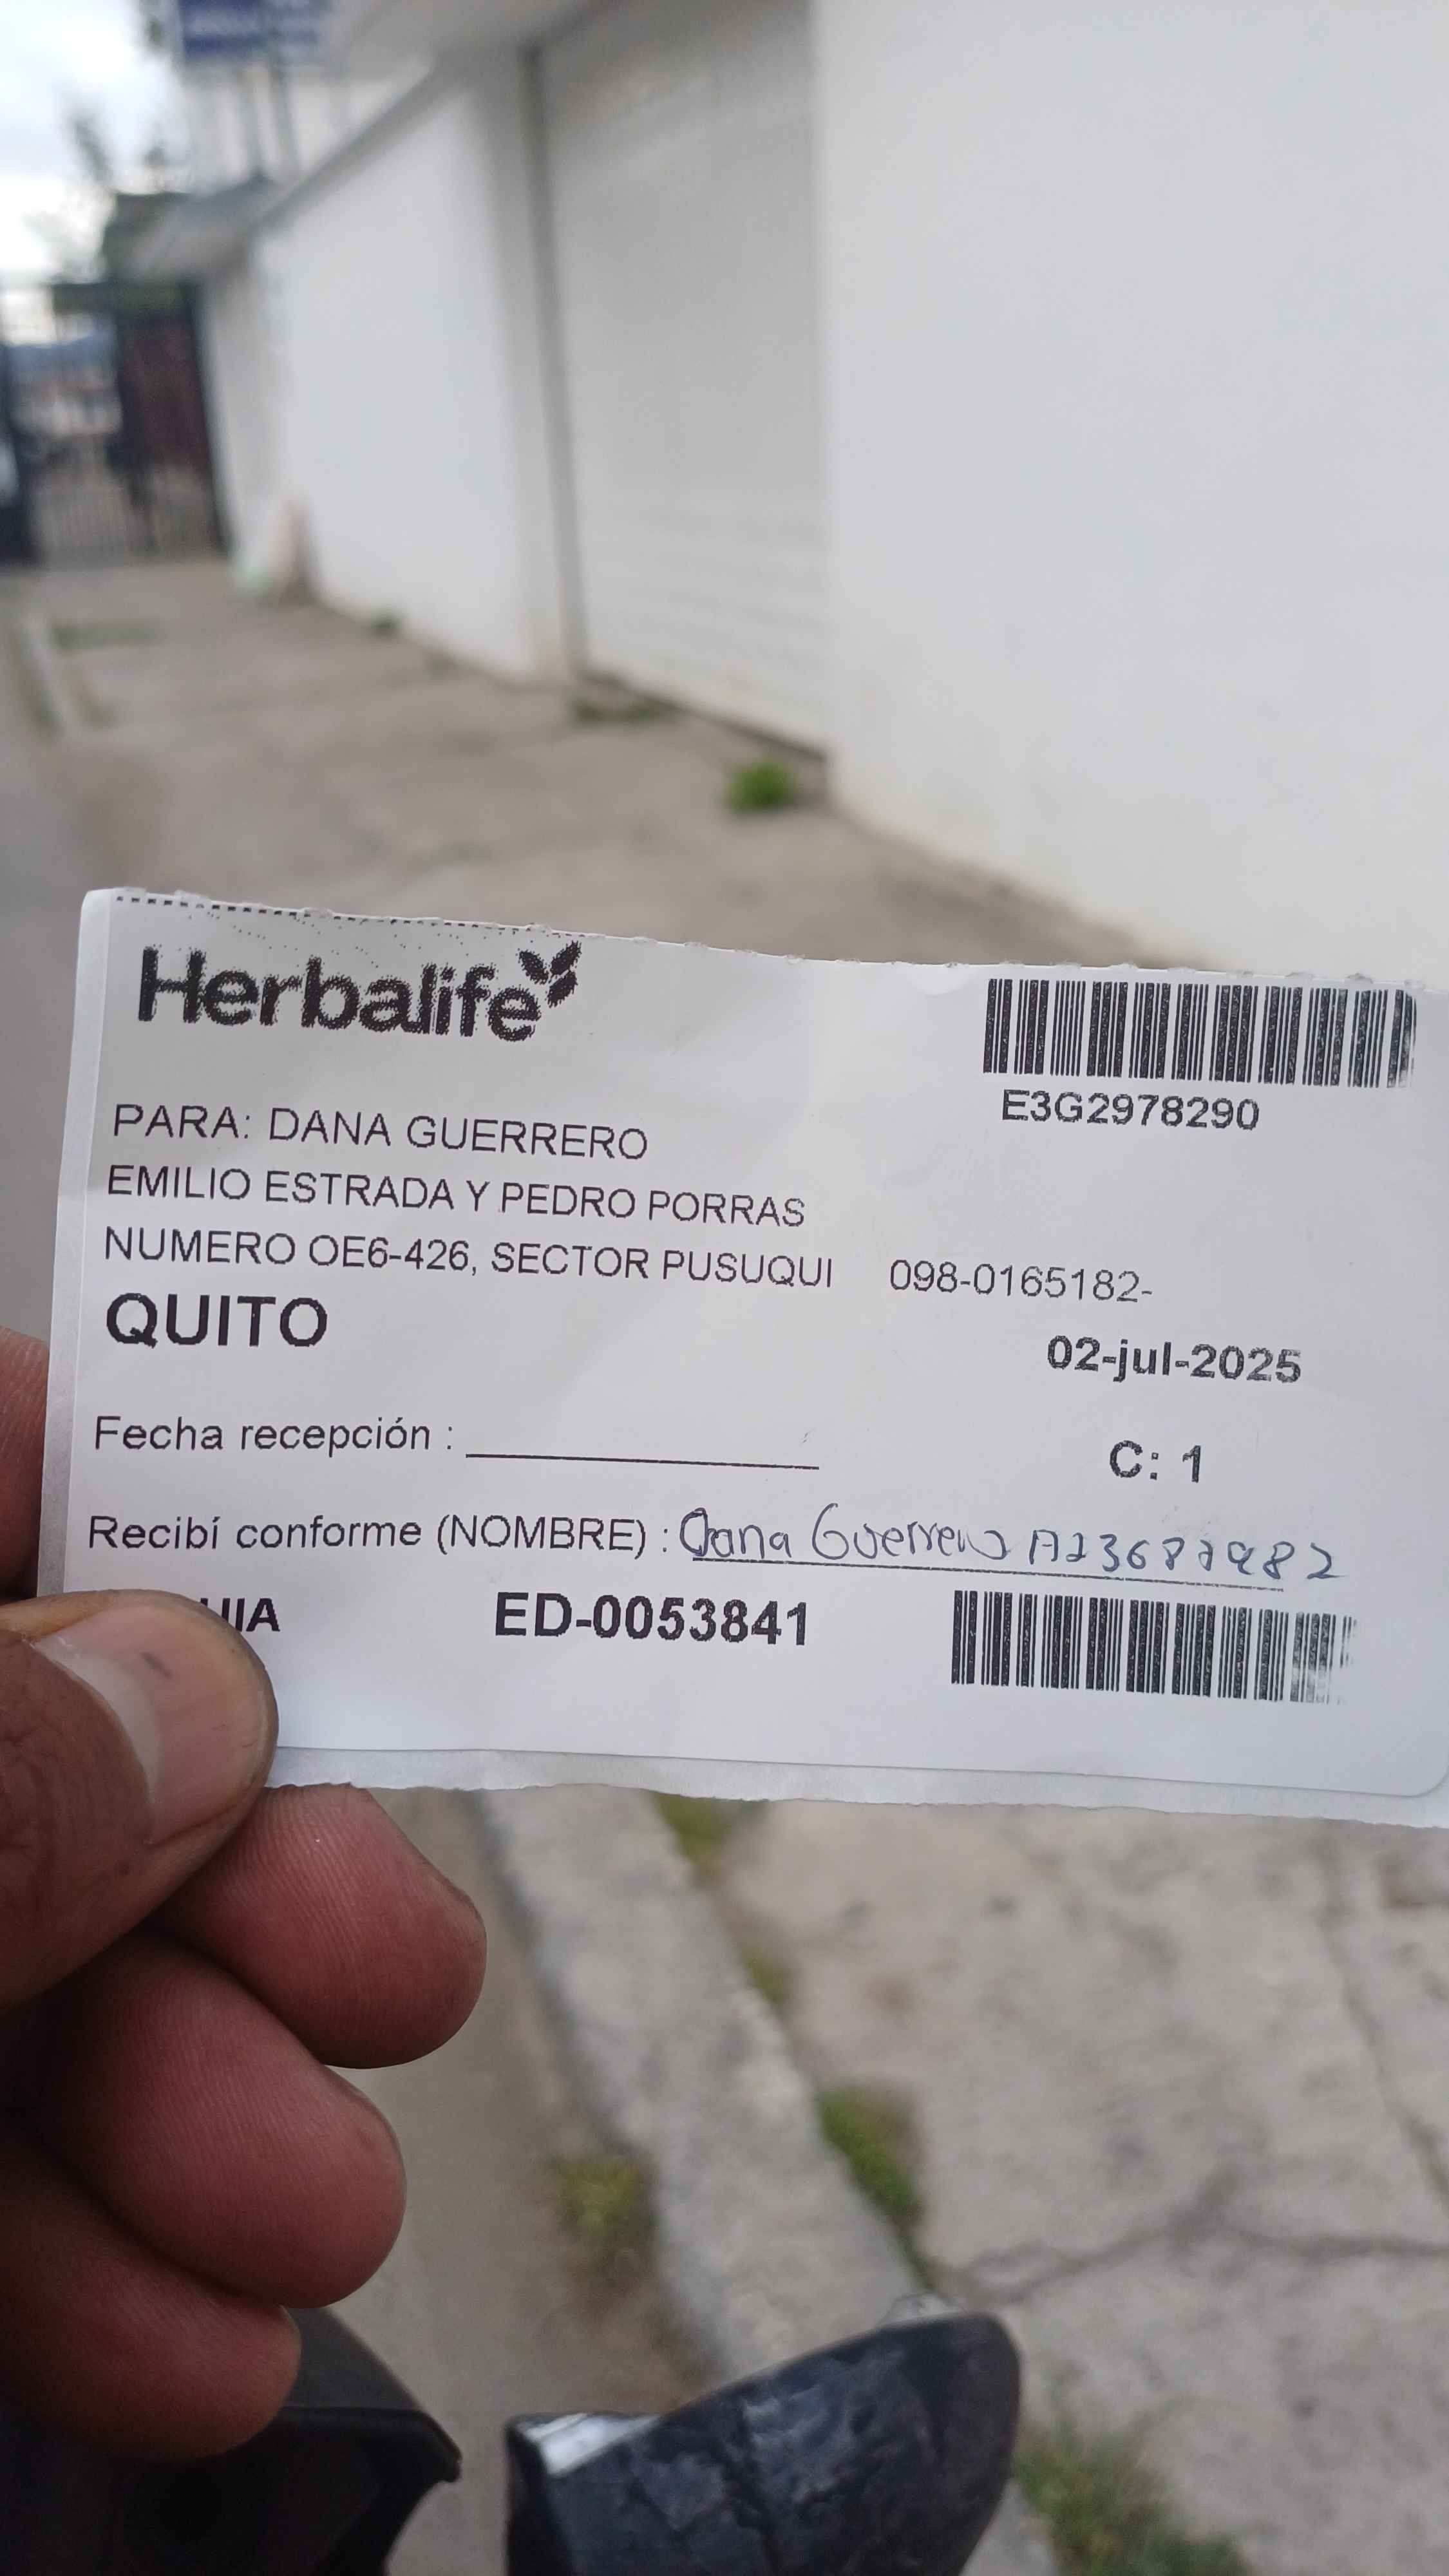 Herbalife
E3G2978290
PARA: DANA GUERRERO
EMILIO ESTRADA Y PEDRO PORRAS
NUMERO OE6-426, SECTOR PUSUQUI 098-0165182-
QUITO
02-jul-2025
Fecha recepción :
C: 1
Recibí conforme (NOMBRE) : Dana Guerrero
ED-0053841